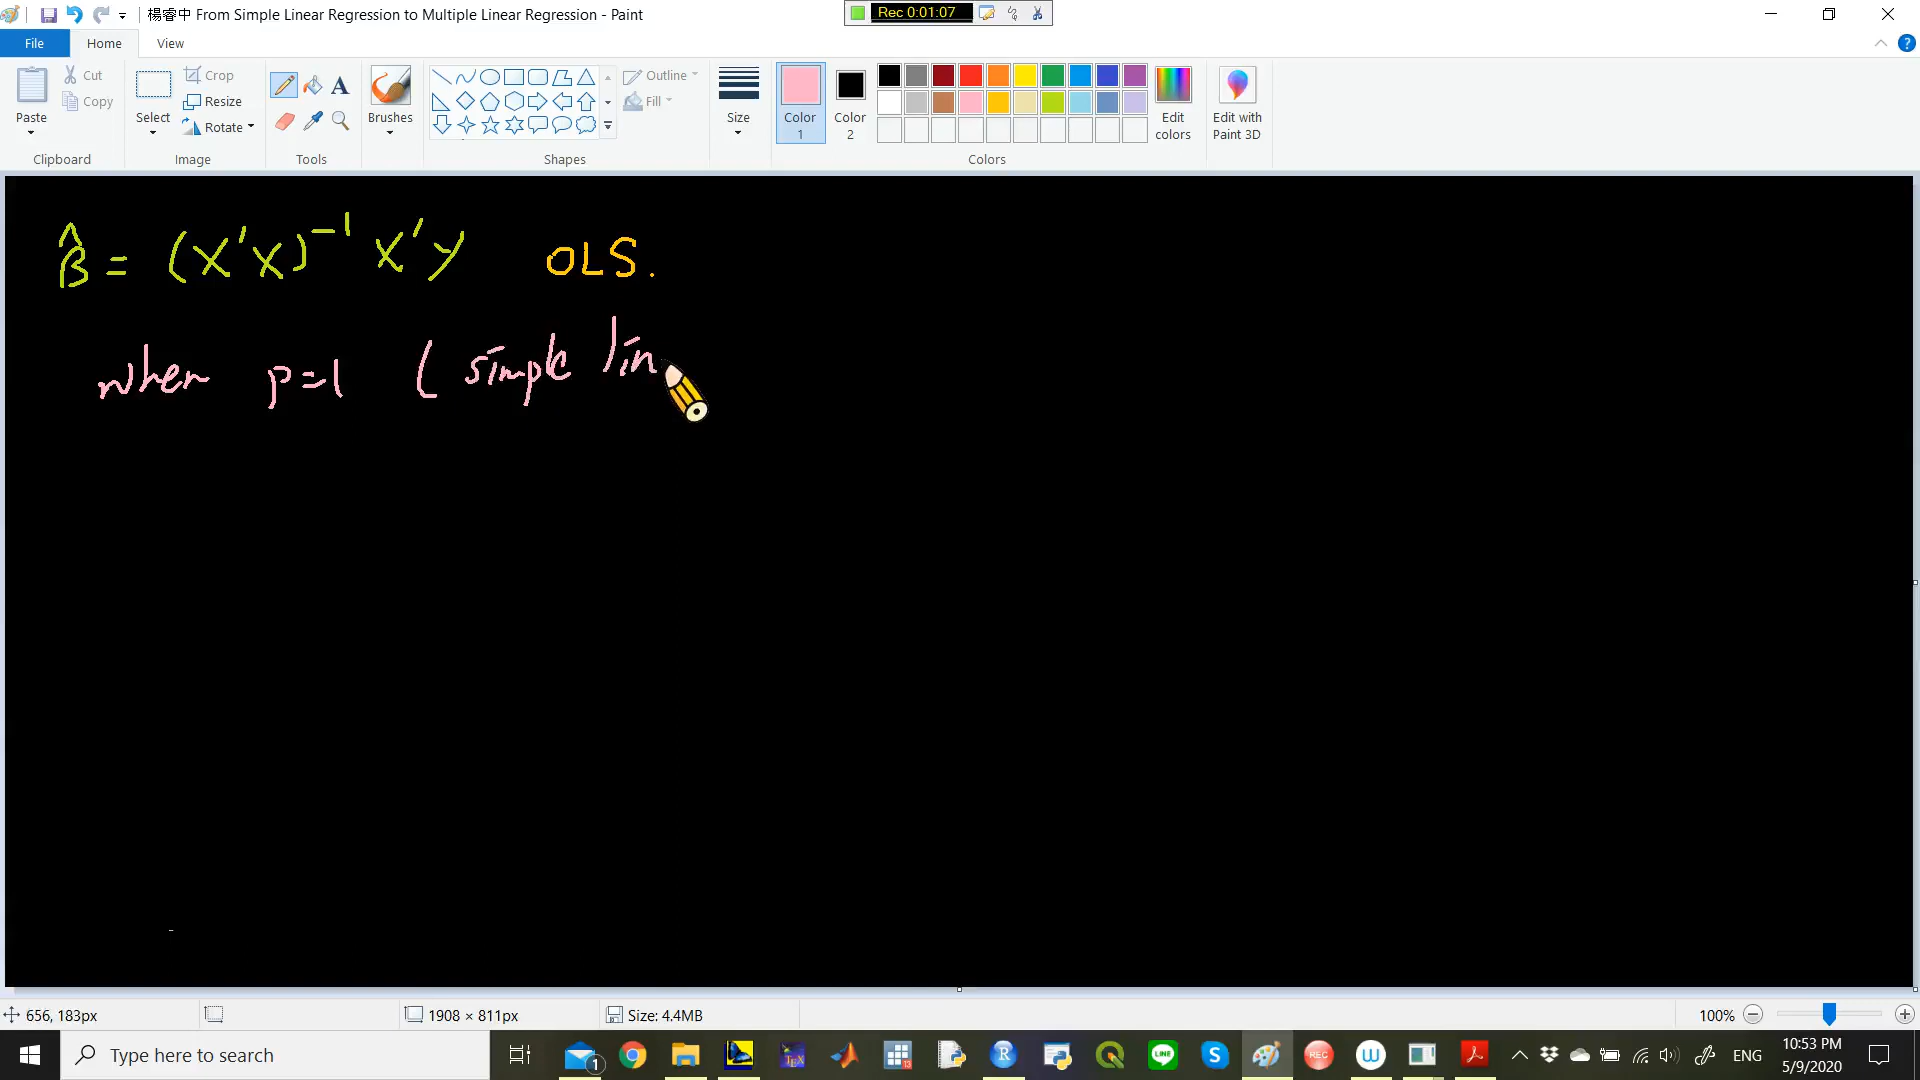 楊睿中 From Simple Linear Regression to Multiple Linear Regression - Paint
Rec 0:01:07
File Home View
Paste
Cut
Copy
Clipboard
Select
Crop
Resize
Rotate
Image
Tools
Brushes
Shapes
Outline
Fill
Size
Color 1
Color 2
Colors
Edit colors
Edit with Paint 3D
β̂ = (X'X)⁻¹ X'y OLS.
when p=1 ( simple lin
656, 183px
1908 × 811px
Size: 4.4MB
100%
Type here to search
1
REC
LINE
ENG
10:53 PM
5/9/2020